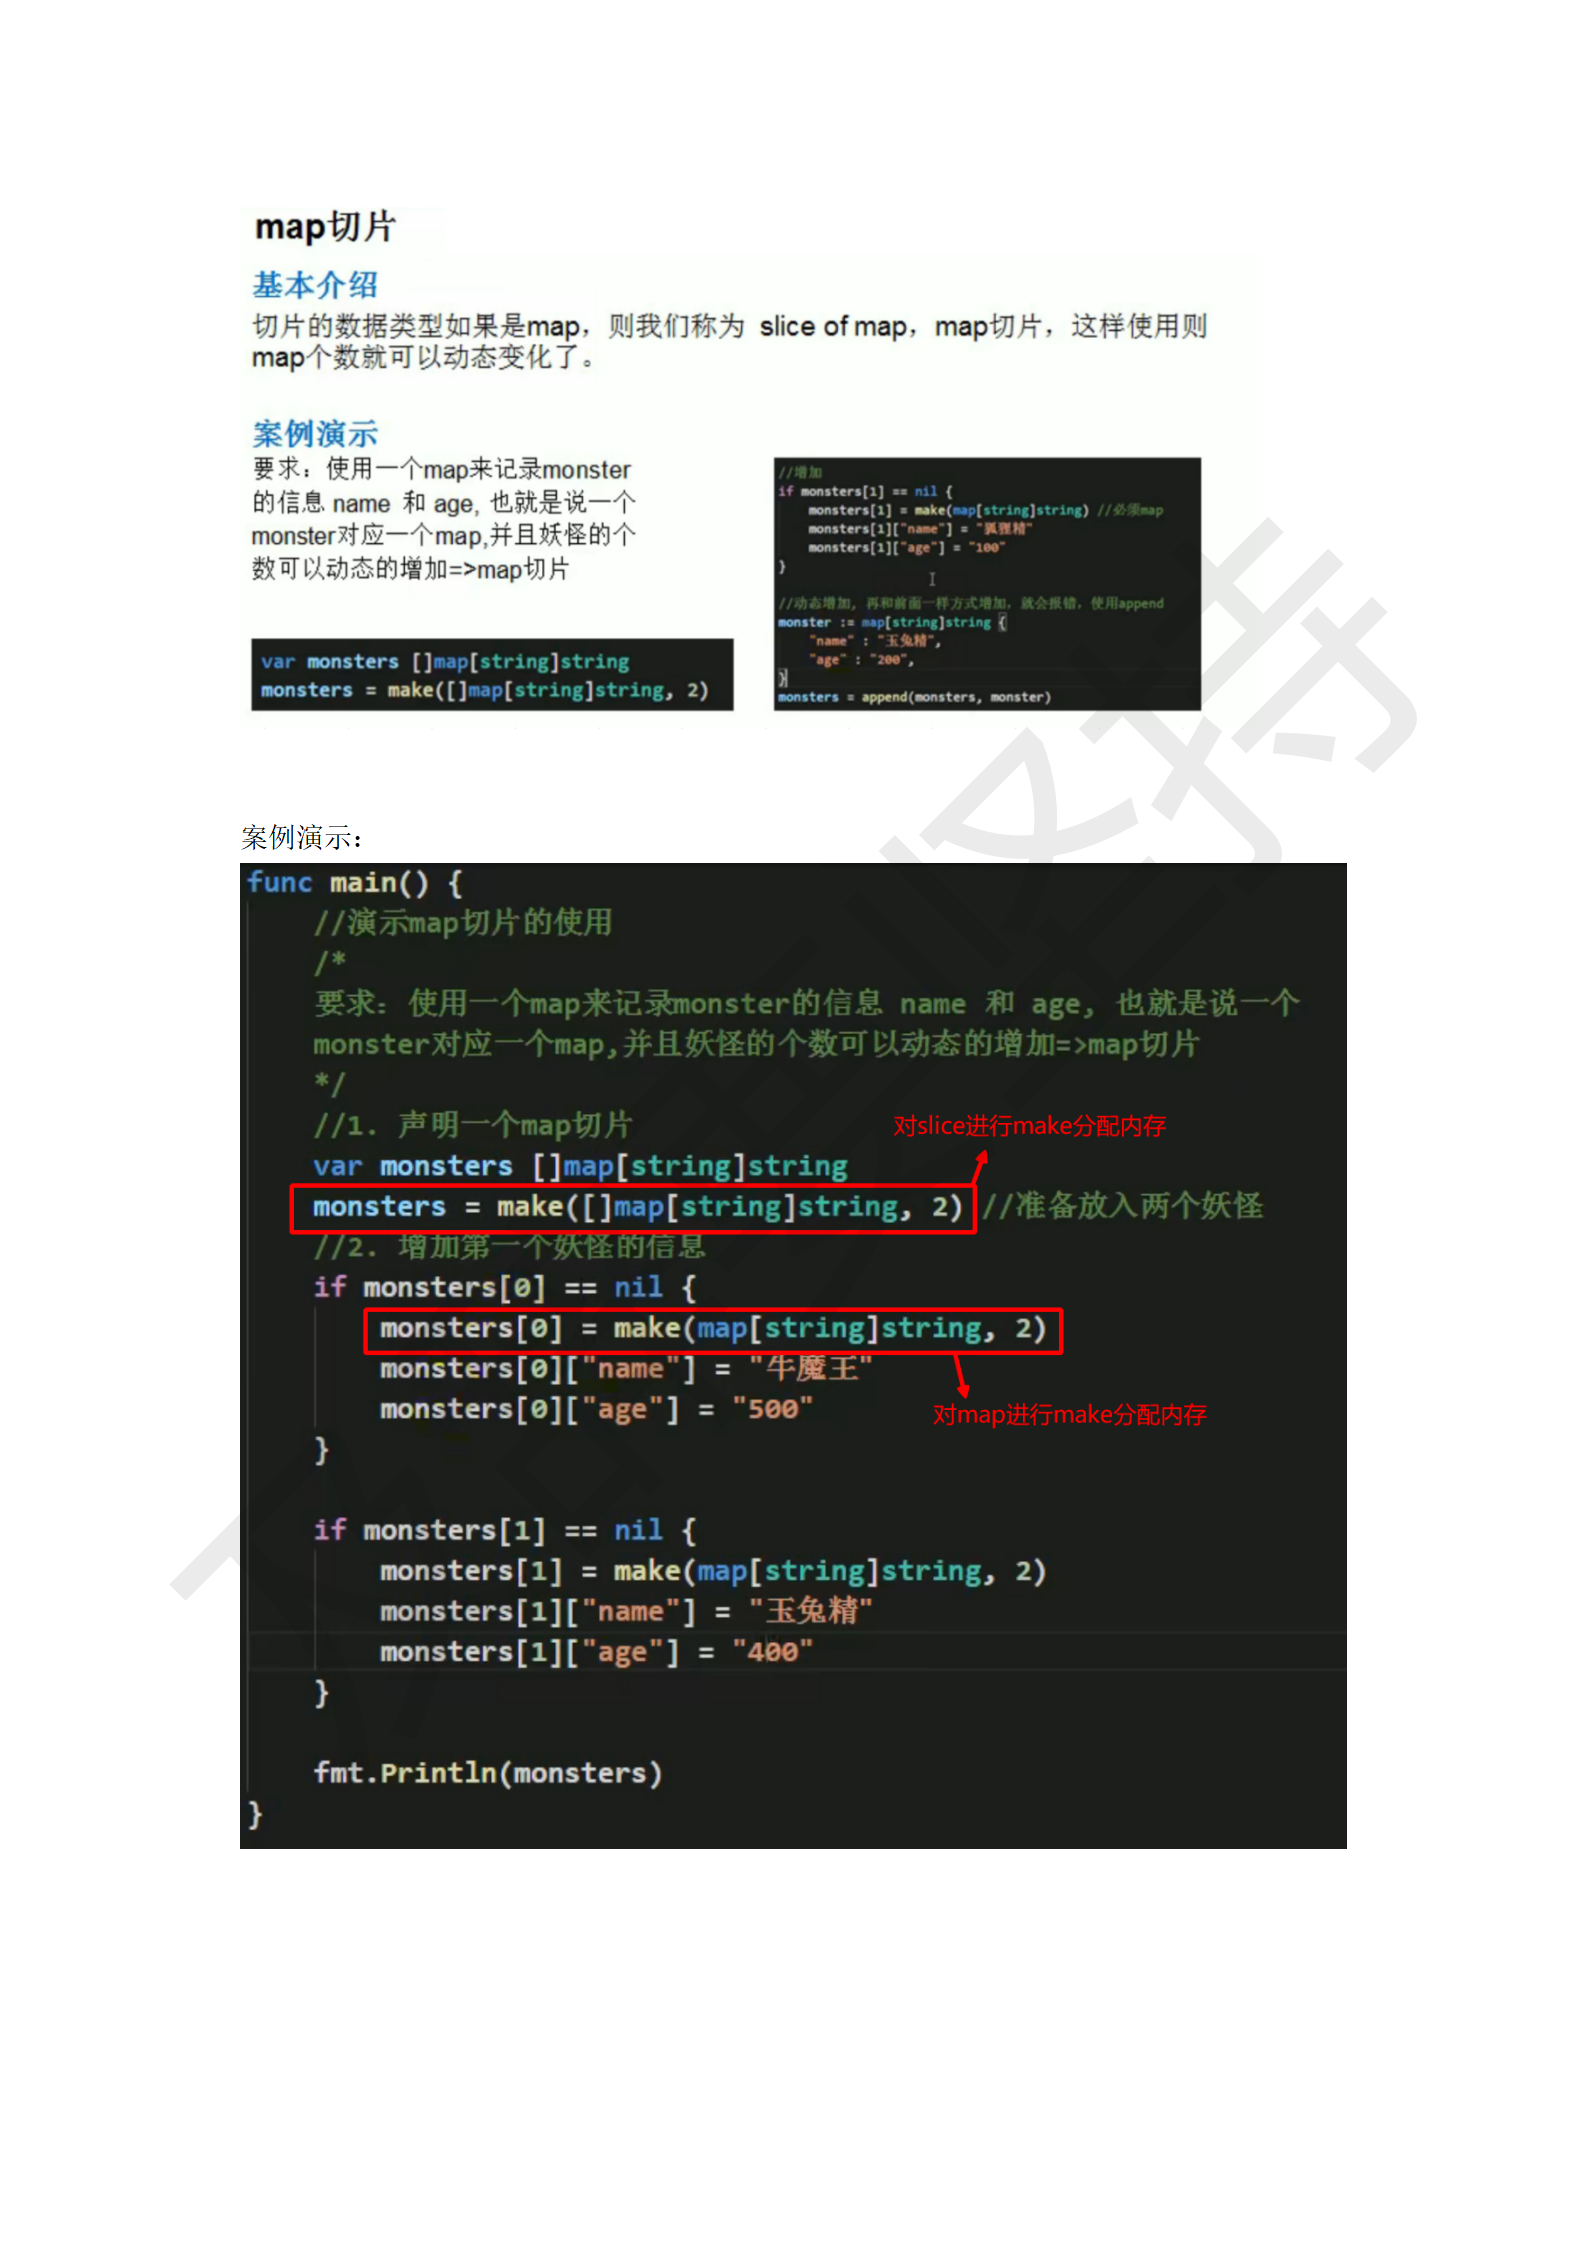 map切片
基本介绍
切片的数据类型如果是map，则我们称为 slice of map，map切片，这样使用则
map个数就可以动态变化了。
案例演示
要求：使用一个map来记录monster
的信息 name 和 age, 也就是说一个
monster对应一个map,并且妖怪的个
数可以动态的增加=>map切片
var monsters []map[string]string
monsters = make([]map[string]string, 2)
//增加
if monsters[1] == nil {
monsters[1] = make(map[string]string) //必须map
monsters[1]["name"] = "狐狸精"
monsters[1]["age"] = "100"
}
//动态增加, 再和前面一样方式增加, 就会报错, 使用append
monster := map[string]string {
"name" : "玉兔精",
"age" : "200",
}
monsters = append(monsters, monster)
案例演示：
func main() {
//演示map切片的使用
/*
要求: 使用一个map来记录monster的信息 name 和 age, 也就是说一个
monster对应一个map,并且妖怪的个数可以动态的增加=>map切片
*/
//1. 声明一个map切片
对slice进行make分配内存
var monsters []map[string]string
monsters = make([]map[string]string, 2) //准备放入两个妖怪
//2. 增加第一个妖怪的信息
if monsters[0] == nil {
monsters[0] = make(map[string]string, 2)
monsters[0]["name"] = "牛魔王"
monsters[0]["age"] = "500"
对map进行make分配内存
}
if monsters[1] == nil {
monsters[1] = make(map[string]string, 2)
monsters[1]["name"] = "玉兔精"
monsters[1]["age"] = "400"
}
fmt.Println(monsters)
}